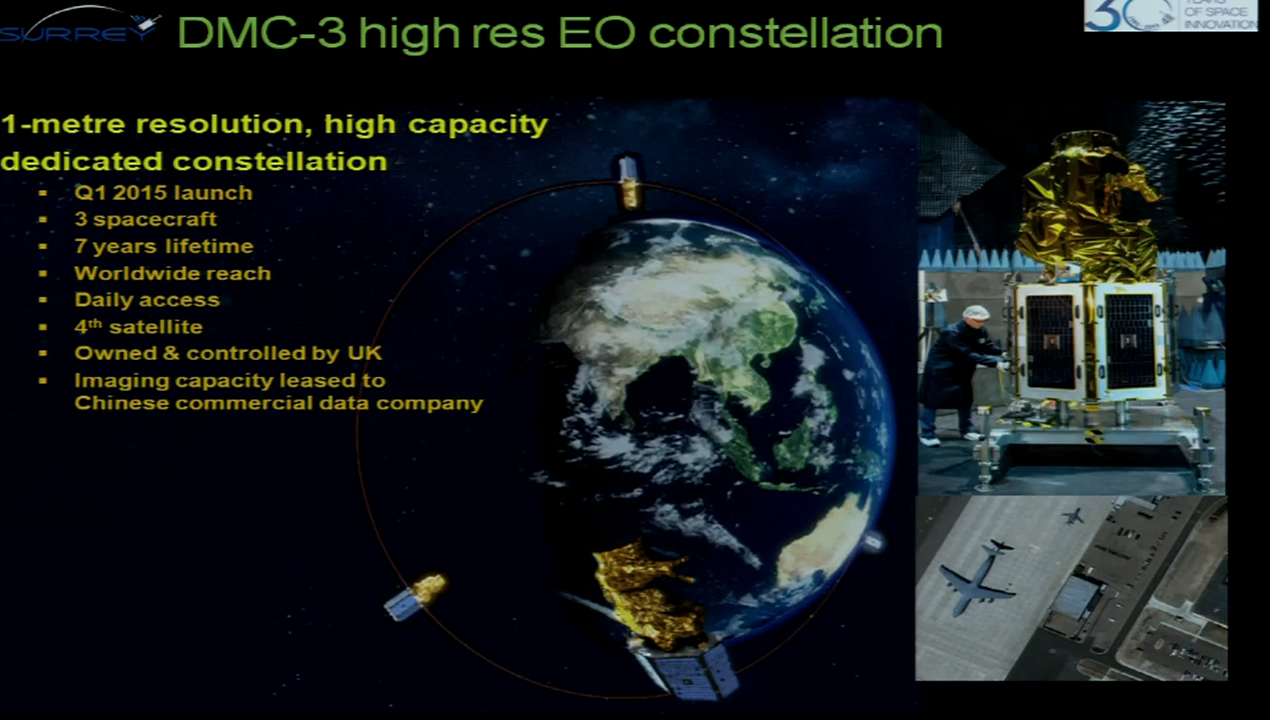 SURREY
DMC-3 high res EO constellation
30 YEARS
OF SPACE
INNOVATION
1-metre resolution, high capacity
dedicated constellation
▪ Q1 2015 launch
▪ 3 spacecraft
▪ 7 years lifetime
▪ Worldwide reach
▪ Daily access
▪ 4th satellite
▪ Owned & controlled by UK
▪ Imaging capacity leased to
Chinese commercial data company